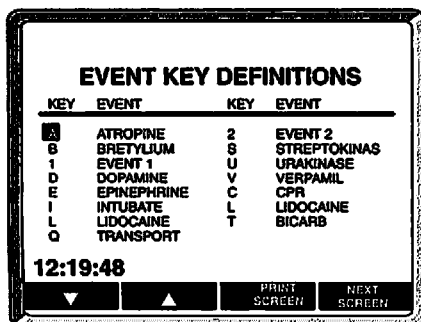 EVENT KEY DEFINITIONS
KEY EVENT KEY EVENT
A ATROPINE 2 EVENT 2
B BRETYLIUM S STREPTOKINAS
1 EVENT 1 U URAKINASE
D DOPAMINE V VERPAMIL
E EPINEPHRINE C CPR
I INTUBATE L LIDOCAINE
L LIDOCAINE T BICARB
Q TRANSPORT
12:19:48
PRINT SCREEN NEXT SCREEN